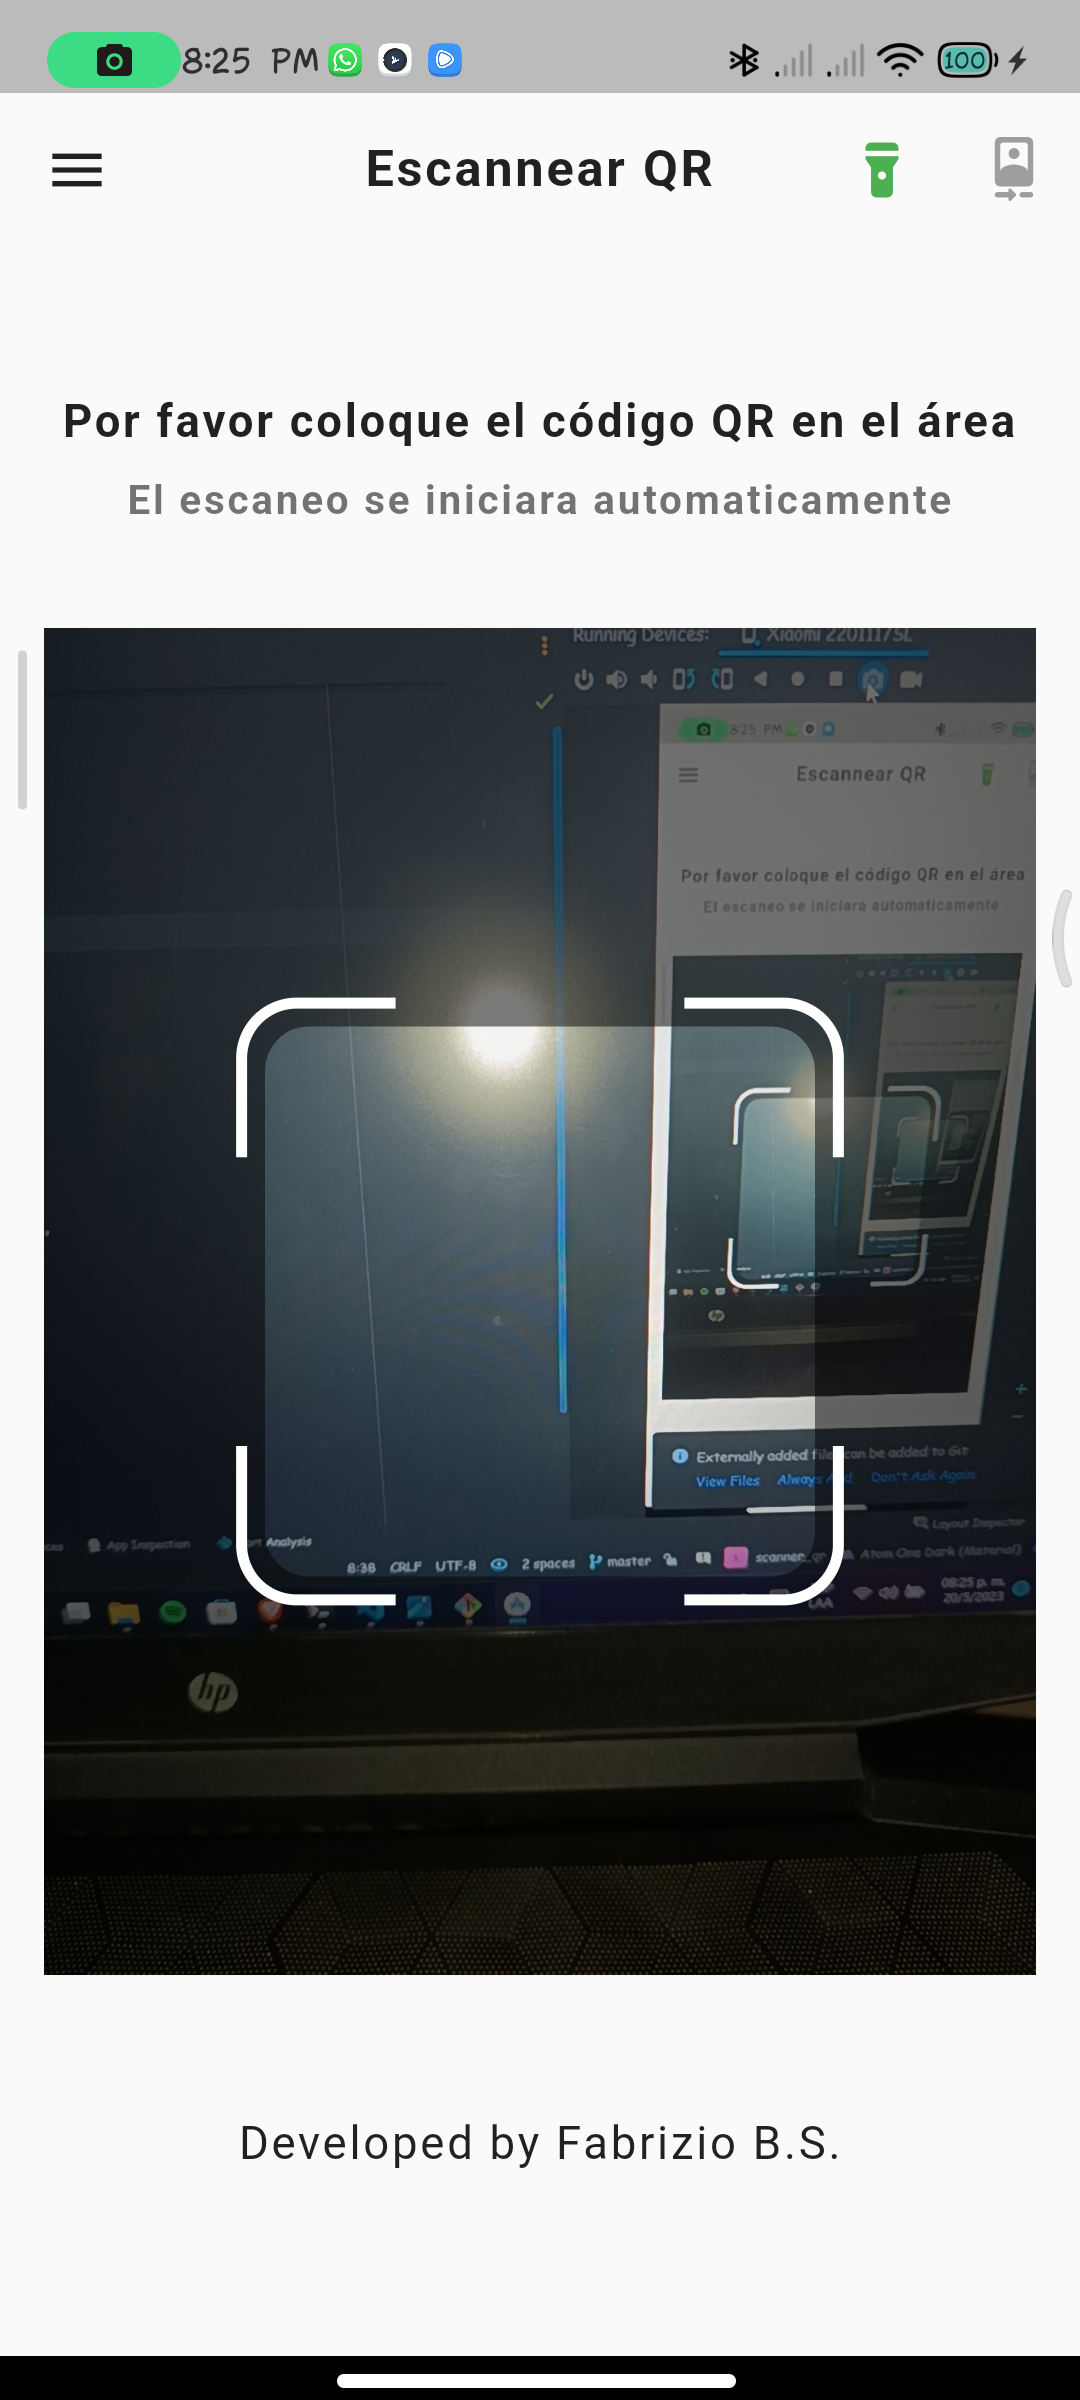 8:25 PM
100
Escannear QR
Por favor coloque el código QR en el área
El escaneo se iniciara automaticamente
Running Devices: Xiaomi 2201117SL
8:25 PM
Escannear QR
Por favor coloque el código QR en el área
El escaneo se iniciara automaticamente
Externally added files can be added to Git
View Files Always Add Don't Ask Again
Layout Inspector
App Inspection Dart Analysis
8:38 CRLF UTF-8 2 spaces master scanner_qr Atom One Dark (Material)
LAA
08:25 p. m.
20/5/2023
hp
Developed by Fabrizio B.S.